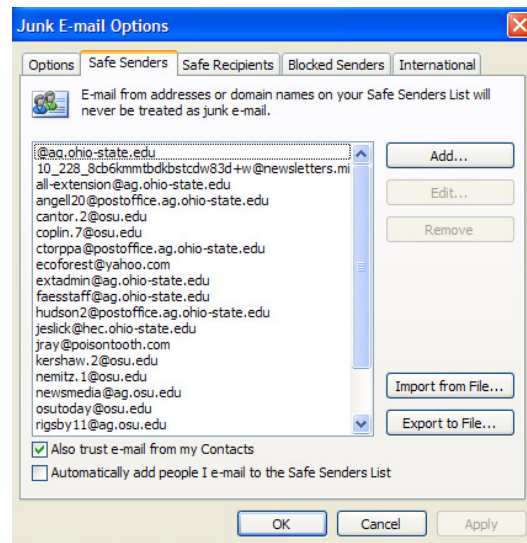 Junk E-mail Options
Options
Safe Senders
Safe Recipients
Blocked Senders
International
E-mail from addresses or domain names on your Safe Senders List will
never be treated as junk e-mail.
@ag.ohio-state.edu
10_228_8cb6kmmtbdkbstcdw83d+w@newsletters.mi
all-extension@ag.ohio-state.edu
angell20@postoffice.ag.ohio-state.edu
cantor.2@osu.edu
coplin.7@osu.edu
ctorppa@postoffice.ag.ohio-state.edu
ecoforest@yahoo.com
extadmin@ag.ohio-state.edu
faesstaff@ag.ohio-state.edu
hudson2@postoffice.ag.ohio-state.edu
jeslick@hec.ohio-state.edu
jray@poisontooth.com
kershaw.2@osu.edu
nemitz.1@osu.edu
newsmedia@ag.osu.edu
osutoday@osu.edu
rigsby11@ag.osu.edu
Add...
Edit...
Remove
Import from File...
Export to File...
Also trust e-mail from my Contacts
Automatically add people I e-mail to the Safe Senders List
OK
Cancel
Apply